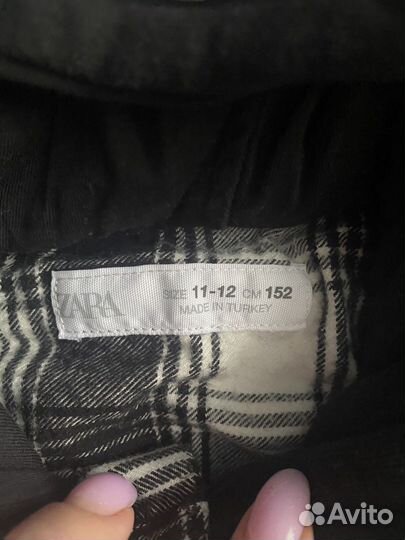 ZARA SIZE 11-12 CM 152
MADE IN TURKEY
Avito